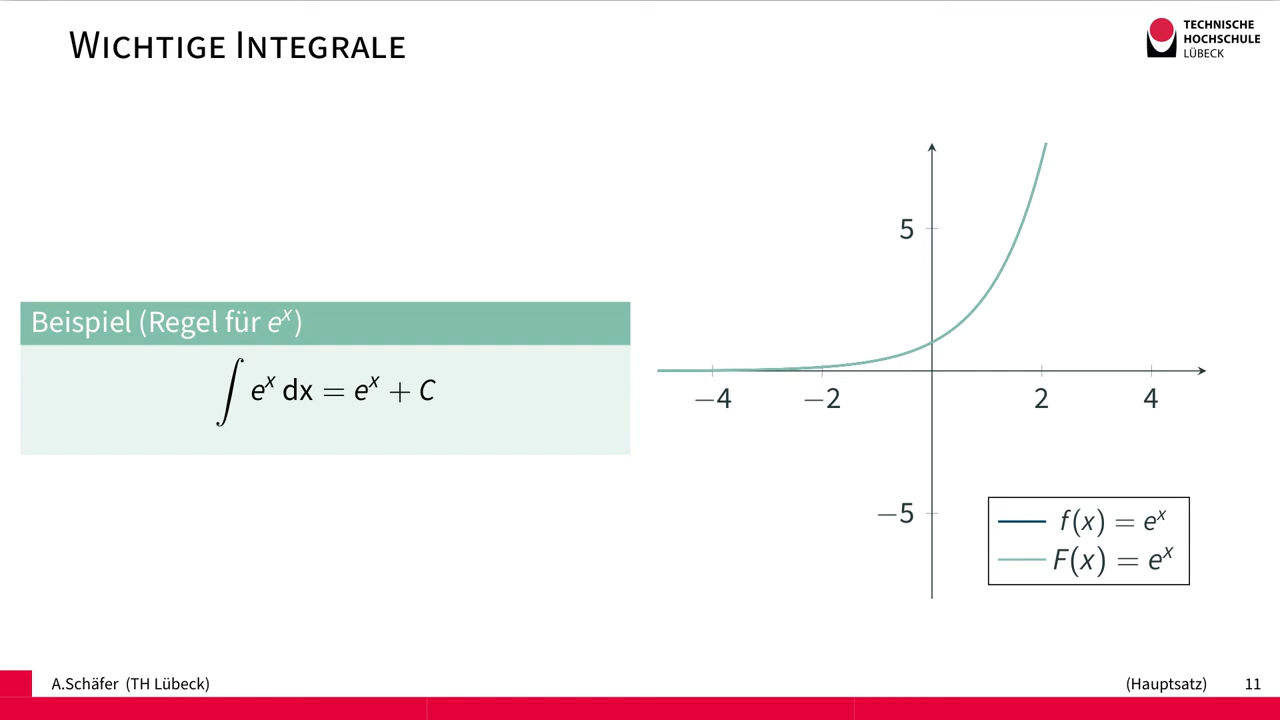 WICHTIGE INTEGRALE
TECHNISCHE
HOCHSCHULE
LÜBECK
Beispiel (Regel für eˣ)
∫ eˣ dx = eˣ + C
5
−4 −2 2 4
−5
f(x) = eˣ
F(x) = eˣ
A.Schäfer (TH Lübeck) (Hauptsatz) 11